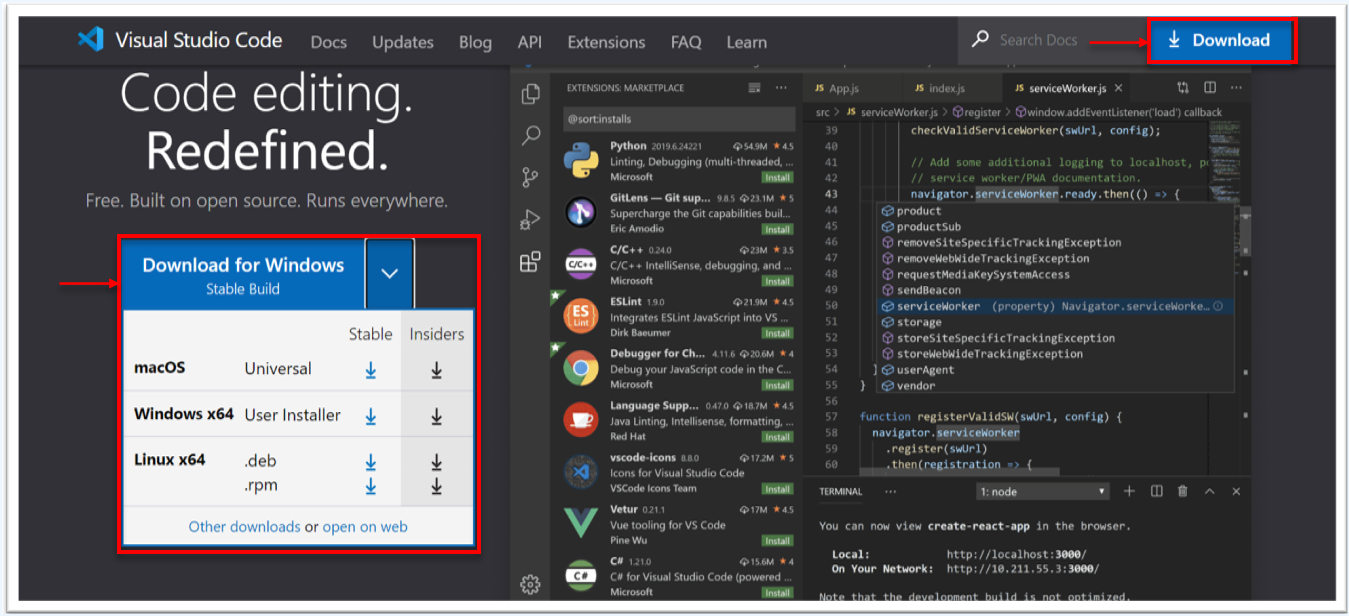 Visual Studio Code Docs Updates Blog API Extensions FAQ Learn Search Docs Download
Code editing.
Redefined.
Free. Built on open source. Runs everywhere.
Download for Windows
Stable Build
Stable Insiders
macOS Universal
Windows x64 User Installer
Linux x64 .deb
.rpm
Other downloads or open on web
EXTENSIONS: MARKETPLACE
@sort:installs
Python 2019.6.24221 54.9M 4.5
Linting, Debugging (multi-threaded, ...
Microsoft Install
GitLens — Git sup... 9.8.5 23.1M 5
Supercharge the Git capabilities buil...
Eric Amodio Install
C/C++ 0.24.0 23M 3.5
C/C++ IntelliSense, debugging, and ...
Microsoft Install
ESLint 1.9.0 21.9M 4.5
Integrates ESLint JavaScript into VS ...
Dirk Baeumer Install
Debugger for Ch... 4.11.6 20.6M 4
Debug your JavaScript code in the C...
Microsoft Install
Language Supp... 0.47.0 18.7M 4.5
Java Linting, Intellisense, formatting, ...
Red Hat Install
vscode-icons 8.8.0 17.2M 5
Icons for Visual Studio Code
VSCode Icons Team Install
Vetur 0.21.1 17M 4.5
Vue tooling for VS Code
Pine Wu Install
C# 1.21.0 15.6M 4
C# for Visual Studio Code (powered ...
Microsoft Install
C/C++
ES
Lint
C#
JS App.js JS index.js JS serviceWorker.js
src > JS serviceWorker.js > register > window.addEventListener('load') callback
39 checkValidServiceWorker(swUrl, config);
40
41 // Add some additional logging to localhost, po
42 // service worker/PWA documentation.
43 navigator.serviceWorker.ready.then(() => {
44 product
45 productSub
46 removeSiteSpecificTrackingException
47 removeWebWideTrackingException
48 requestMediaKeySystemAccess
49 sendBeacon
50 serviceWorker (property) Navigator.serviceWorke...
51 storage
52 storeSiteSpecificTrackingException
53 storeWebWideTrackingException
54 } userAgent
55 } vendor
56
57 function registerValidSW(swUrl, config) {
58 navigator.serviceWorker
59 .register(swUrl)
60 .then(registration => {
TERMINAL ... 1: node
You can now view create-react-app in the browser.
Local: http://localhost:3000/
On Your Network: http://10.211.55.3:3000/
Note that the development build is not optimized.